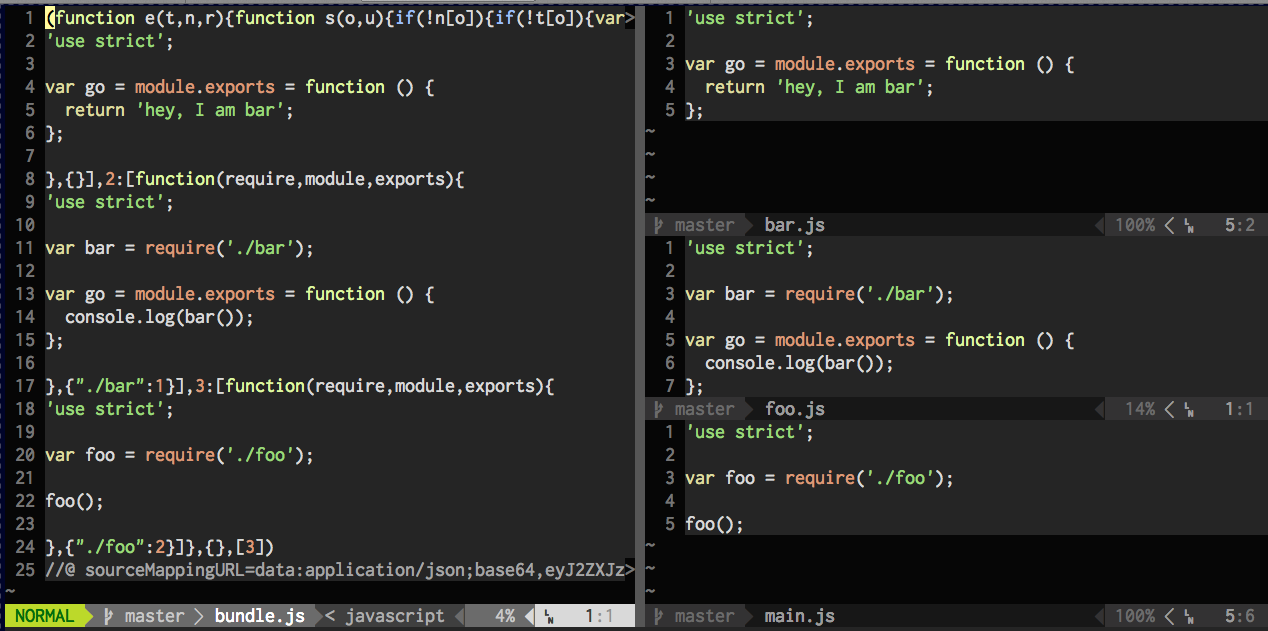 1 (function e(t,n,r){function s(o,u){if(!n[o]){if(!t[o]){var>
2 'use strict';
3
4 var go = module.exports = function () {
5   return 'hey, I am bar';
6 };
7
8 },{}],2:[function(require,module,exports){
9 'use strict';
10
11 var bar = require('./bar');
12
13 var go = module.exports = function () {
14   console.log(bar());
15 };
16
17 },{"./bar":1}],3:[function(require,module,exports){
18 'use strict';
19
20 var foo = require('./foo');
21
22 foo();
23
24 },{"./foo":2}]},{},[3])
25 //@ sourceMappingURL=data:application/json;base64,eyJ2ZXJz>
~
NORMAL master > bundle.js < javascript 4% LN 1:1
1 'use strict';
2
3 var go = module.exports = function () {
4   return 'hey, I am bar';
5 };
~
~
~
~
master bar.js 100% < LN 5:2
1 'use strict';
2
3 var bar = require('./bar');
4
5 var go = module.exports = function () {
6   console.log(bar());
7 };
master foo.js 14% < LN 1:1
1 'use strict';
2
3 var foo = require('./foo');
4
5 foo();
~
~
~
master main.js 100% < LN 5:6